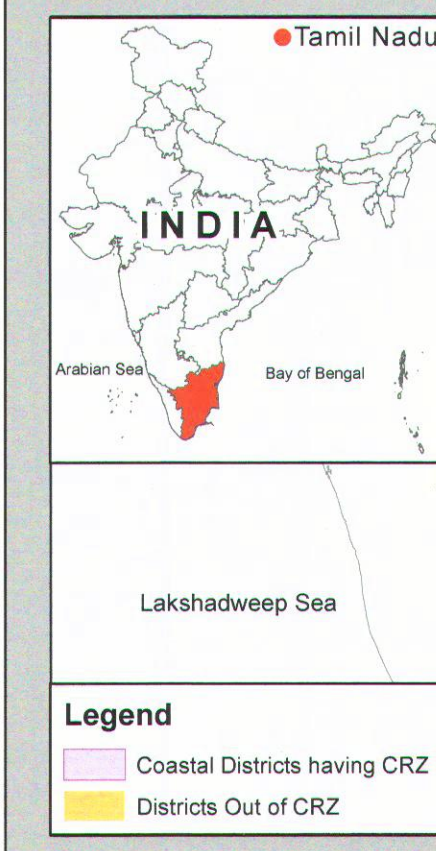 Tamil Nadu
INDIA
Arabian Sea
Bay of Bengal
Lakshadweep Sea
Legend
Coastal Districts having CRZ
Districts Out of CRZ